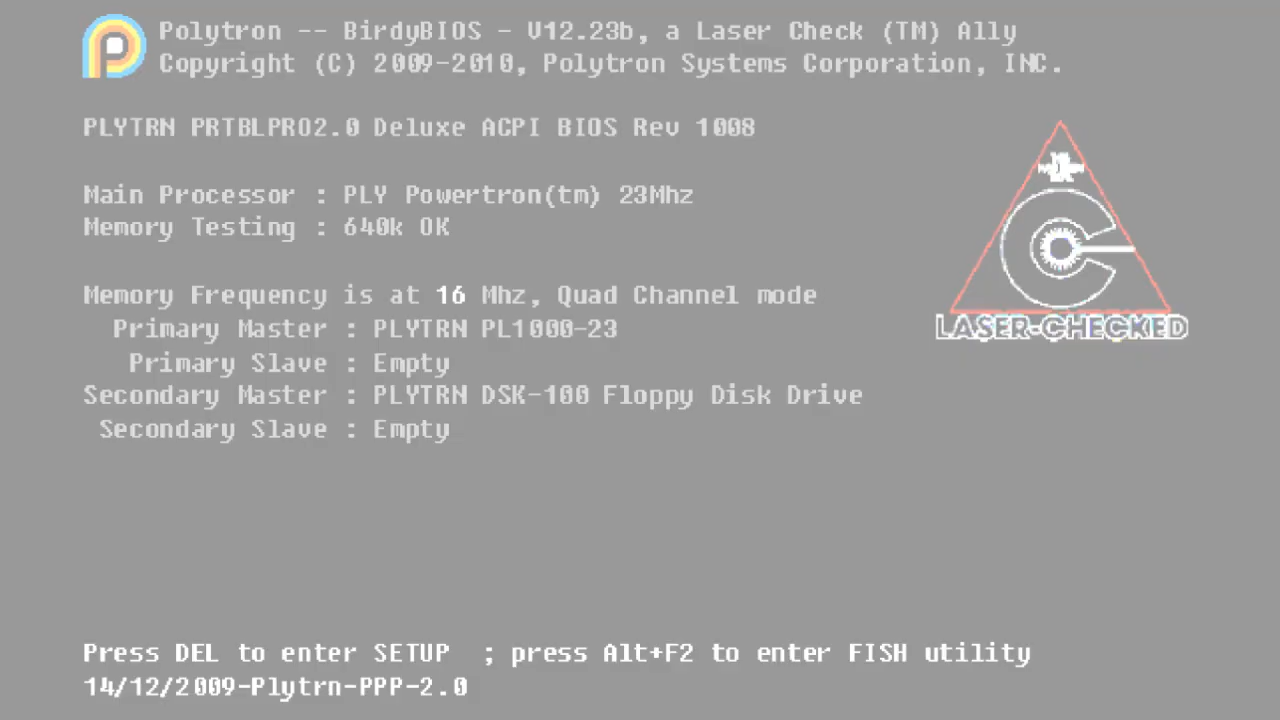 Polytron -- BirdyBIOS - V12.23b, a Laser Check (TM) Ally
Copyright (C) 2009-2010, Polytron Systems Corporation, INC.
PLYTRN PRTBLPRO2.0 Deluxe ACPI BIOS Rev 1008
Main Processor : PLY Powertron(tm) 23Mhz
Memory Testing : 640k OK
Memory Frequency is at 16 Mhz, Quad Channel mode
Primary Master : PLYTRN PL1000-23
Primary Slave : Empty
Secondary Master : PLYTRN DSK-100 Floppy Disk Drive
Secondary Slave : Empty
LASER-CHECKED
Press DEL to enter SETUP ; press Alt+F2 to enter FISH utility
14/12/2009-Plytrn-PPP-2.0